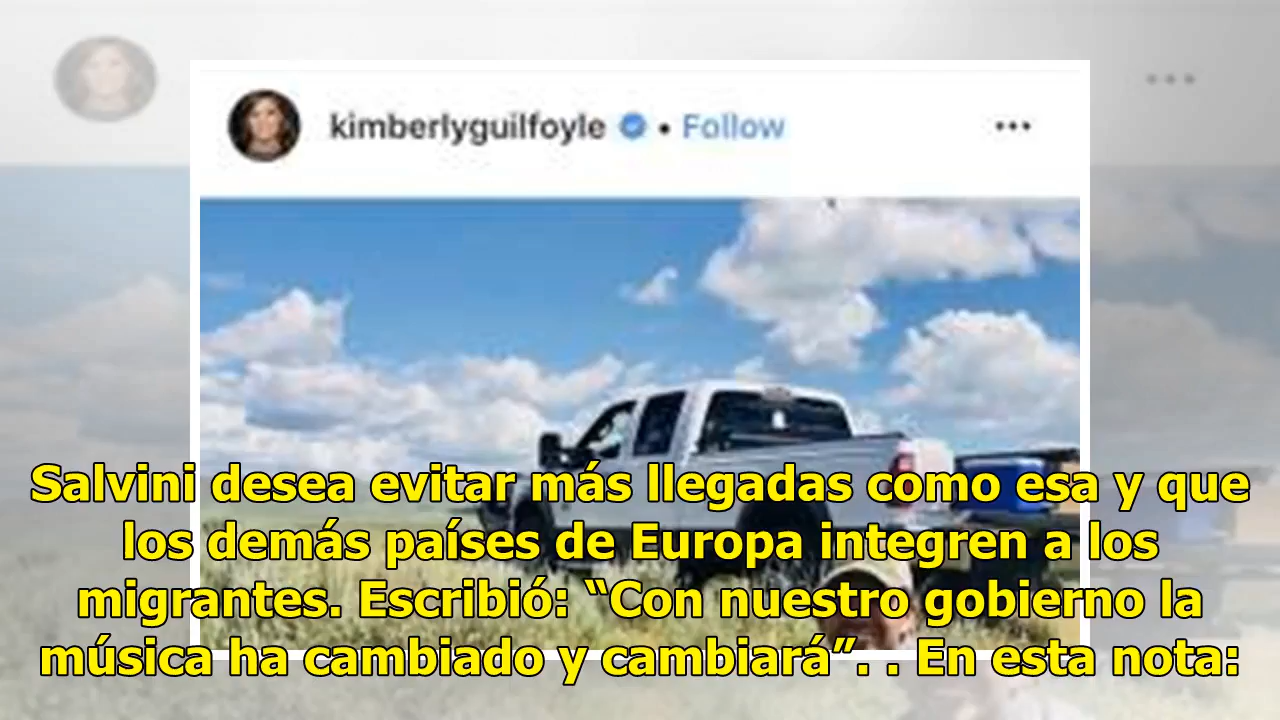 kimberlyguilfoyle • Follow
Salvini desea evitar más llegadas como esa y que
los demás países de Europa integren a los
migrantes. Escribió: “Con nuestro gobierno la
música ha cambiado y cambiará”. . En esta nota: